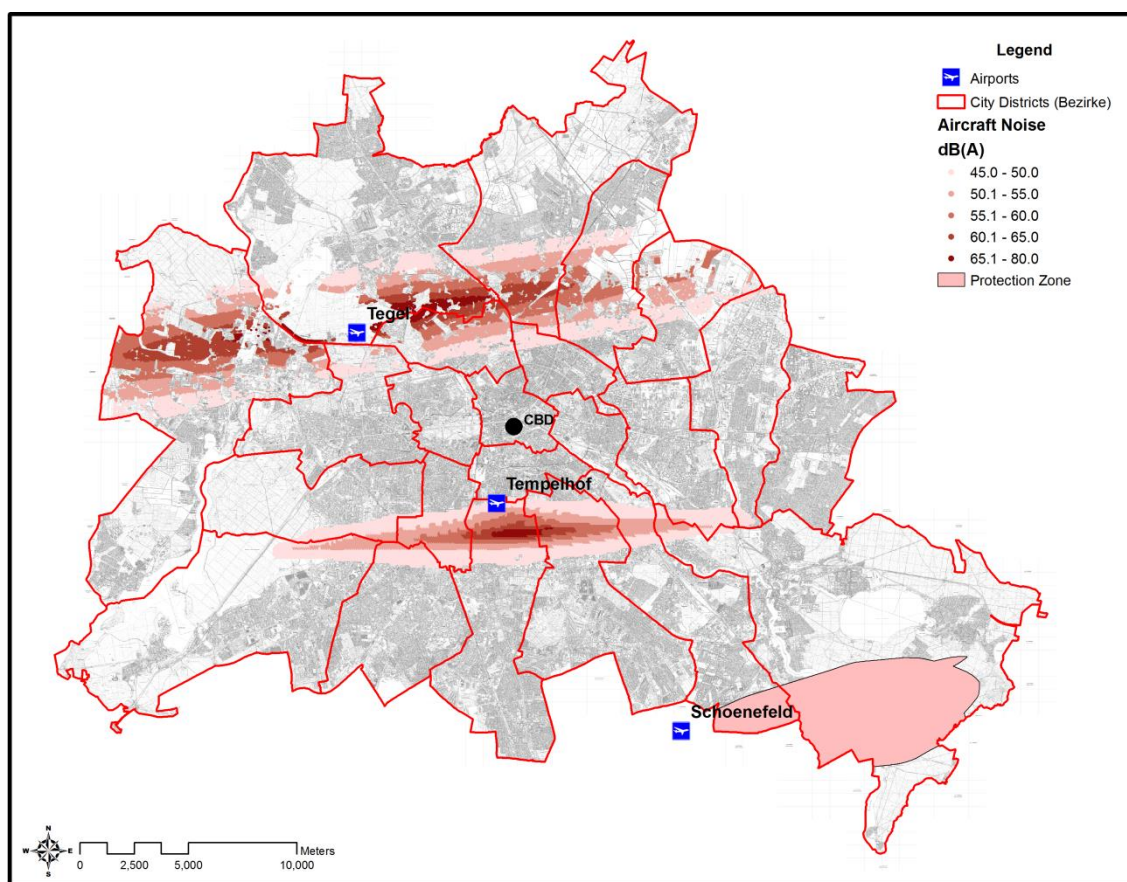 Legend
Airports
City Districts (Bezirke)
Aircraft Noise
dB(A)
45.0 - 50.0
50.1 - 55.0
55.1 - 60.0
60.1 - 65.0
65.1 - 80.0
Protection Zone
Tegel
CBD
Tempelhof
Schoenefeld
N
W E
S
Meters
0 2,500 5,000 10,000